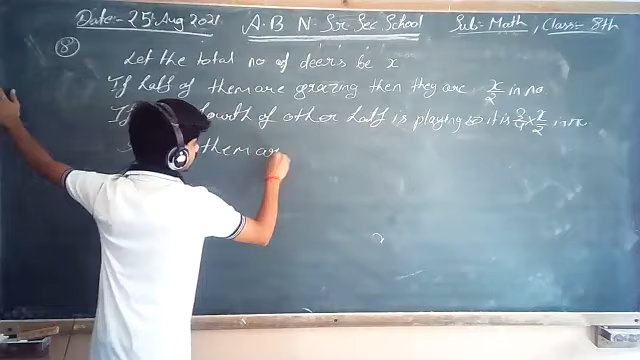 Date:- 25 Aug 2021 A.B.N. Sr. Sec. School Sub:- Math, Class= 8th
8
Let the total no of deers be x
If half of them are grazing then they are x/2 in no.
If fourth of other half is playing so it is 3/4 × x/2 in no.
them ar